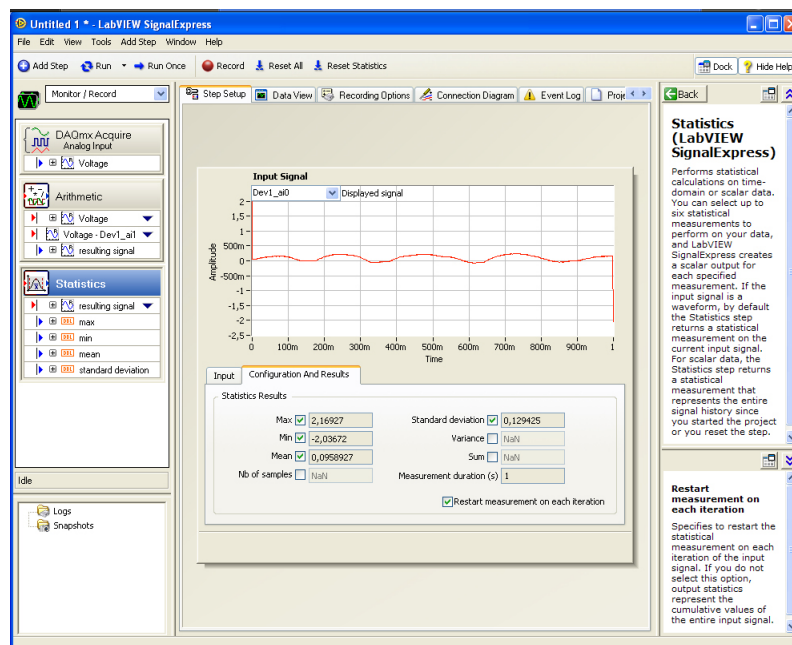 Untitled 1 * - LabVIEW SignalExpress
File Edit View Tools Add Step Window Help
Add Step Run Run Once Record Reset All Reset Statistics Dock Hide Help
Monitor / Record
Step Setup Data View Recording Options Connection Diagram Event Log Proje
Back
DAQmx Acquire
Analog Input
Voltage
Arithmetic
Voltage
Voltage - Dev1_ai1
resulting signal
Statistics
resulting signal
max
min
mean
standard deviation
Idle
Logs
Snapshots
Input Signal
Dev1_ai0 Displayed signal
Amplitude
2
1,5
1
500m
0
-500m
-1
-1,5
-2
-2,5
0 100m 200m 300m 400m 500m 600m 700m 800m 900m 1
Time
Input Configuration And Results
Statistics Results
Max 2,16927 Standard deviation 0,129425
Min -2,03672 Variance NaN
Mean 0,0958927 Sum NaN
Nb of samples NaN Measurement duration (s) 1
Restart measurement on each iteration
Statistics
(LabVIEW
SignalExpress)
Performs statistical
calculations on time-
domain or scalar data.
You can select up to
six statistical
measurements to
perform on your data,
and LabVIEW
SignalExpress creates
a scalar output for
each specified
measurement. If the
input signal is a
waveform, by default
the Statistics step
returns a statistical
measurement on the
current input signal.
For scalar data, the
Statistics step returns
a statistical
measurement that
represents the entire
signal history since
you started the project
or you reset the step.
Restart
measurement on
each iteration
Specifies to restart the
statistical
measurement on each
iteration of the input
signal. If you do not
select this option,
output statistics
represent the
cumulative values of
the entire input signal.